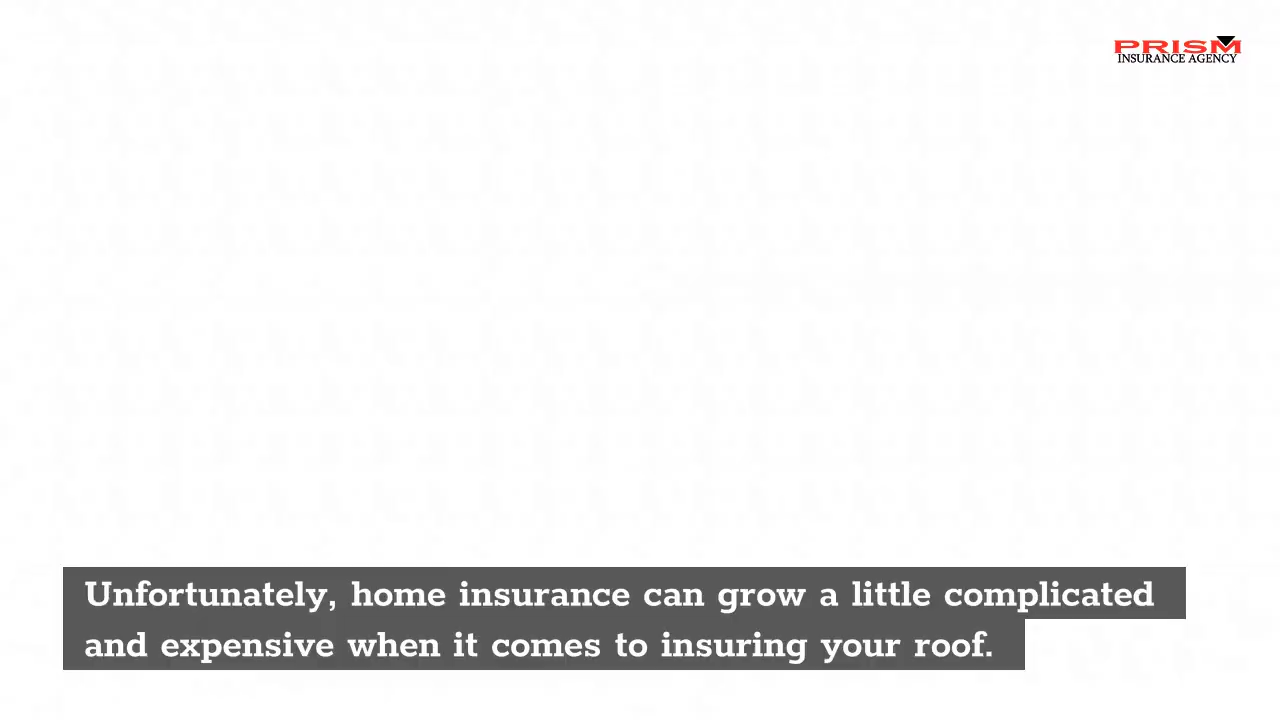 PRISM
INSURANCE AGENCY
Unfortunately, home insurance can grow a little complicated
and expensive when it comes to insuring your roof.